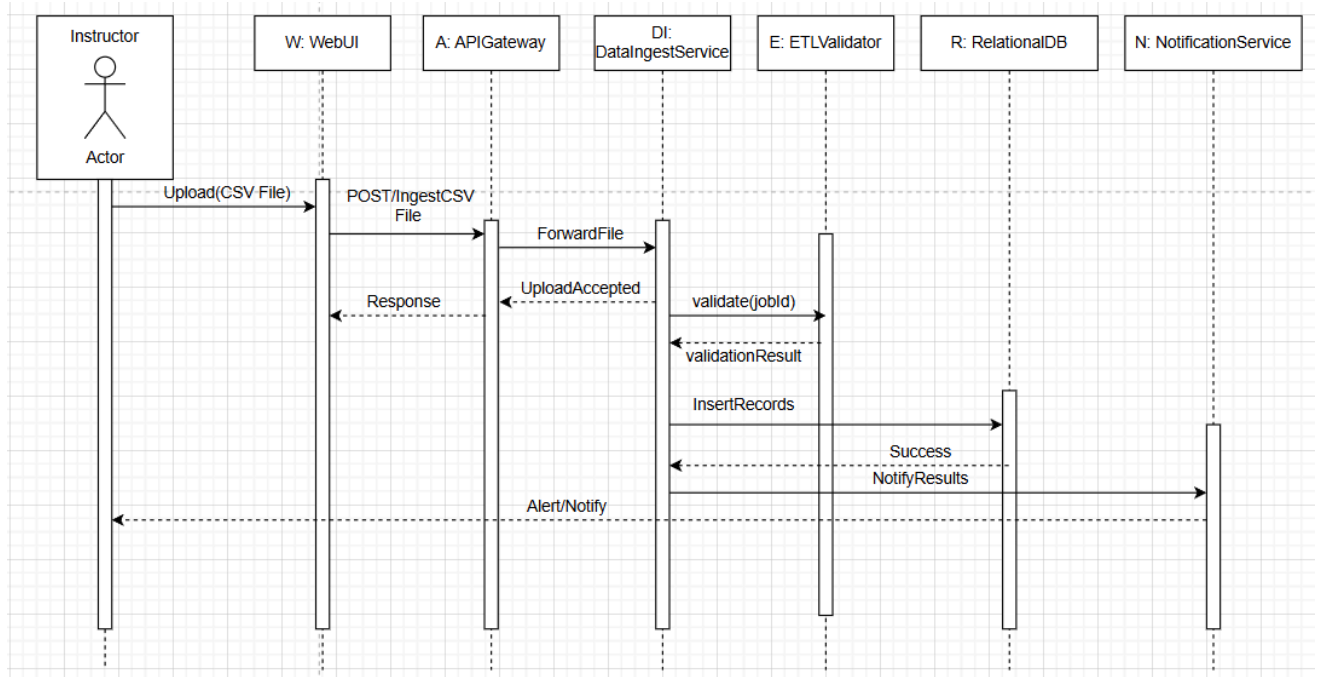 Instructor
Actor
W: WebUI
A: APIGateway
DI:
DataIngestService
E: ETLValidator
R: RelationalDB
N: NotificationService
Upload(CSV File)
POST/IngestCSV
File
ForwardFile
UploadAccepted
Response
validate(jobId)
validationResult
InsertRecords
Success
NotifyResults
Alert/Notify